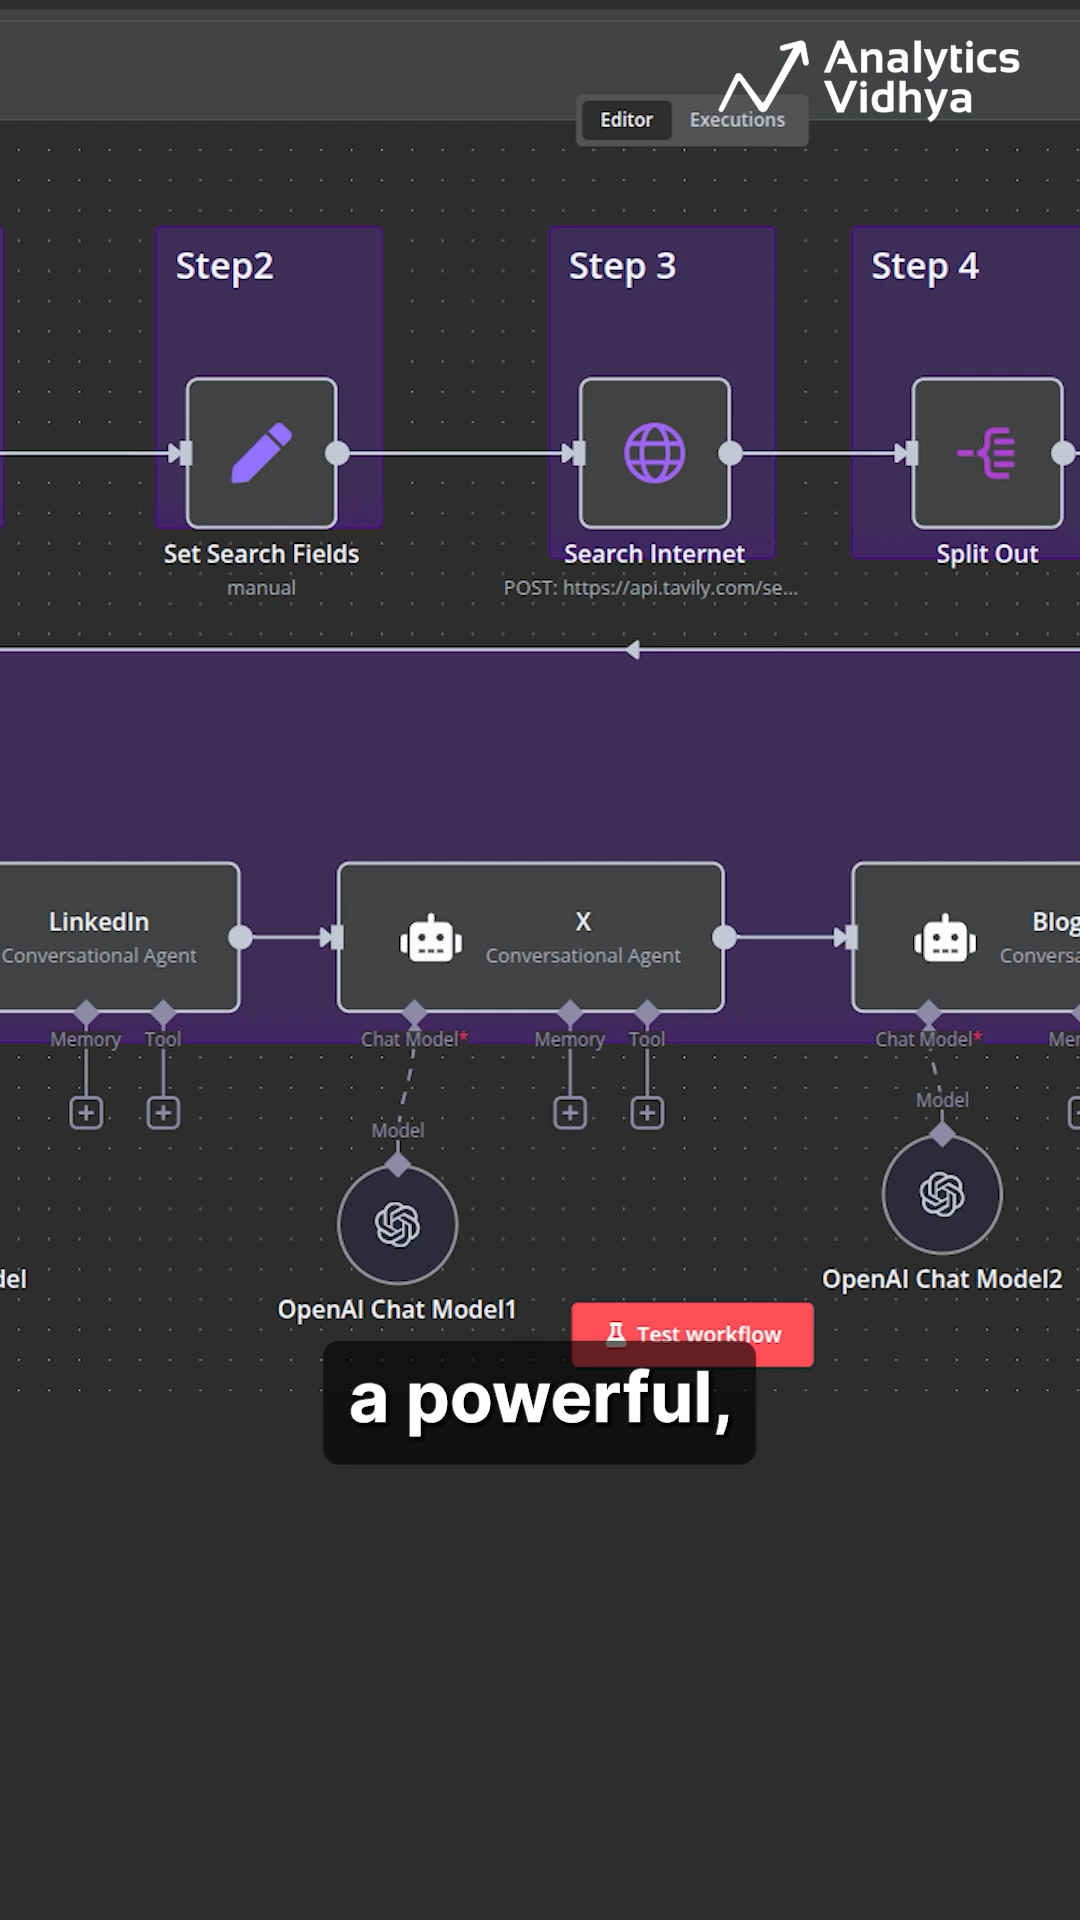 Analytics
Vidhya
Editor
Executions
Step2
Step 3
Step 4
Set Search Fields
manual
Search Internet
POST: https://api.tavily.com/se...
Split Out
LinkedIn
Conversational Agent
X
Conversational Agent
Blog
Conversa
Memory
Tool
Chat Model*
Memory
Tool
Chat Model*
Mer
Model
Model
del
OpenAI Chat Model1
OpenAI Chat Model2
Test workflow
a powerful,